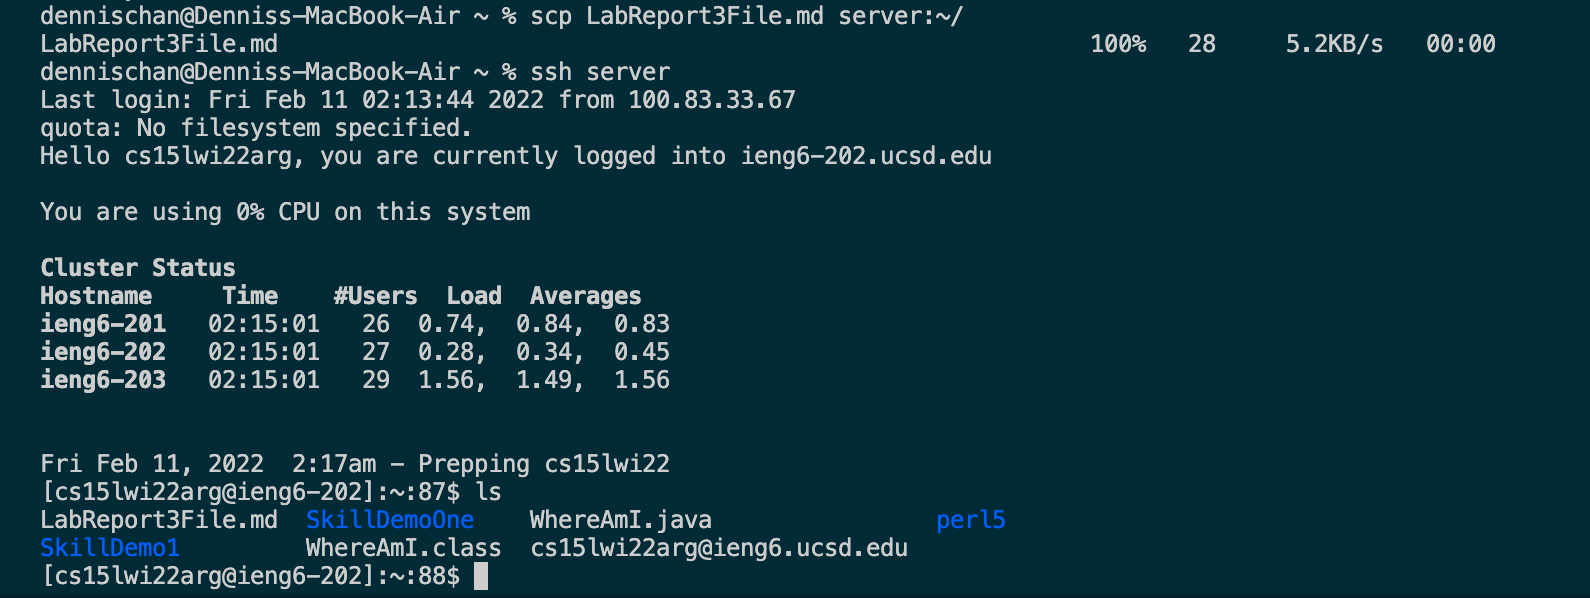 dennischan@Denniss-MacBook-Air ~ % scp LabReport3File.md server:~/
LabReport3File.md 100% 28 5.2KB/s 00:00
dennischan@Denniss-MacBook-Air ~ % ssh server
Last login: Fri Feb 11 02:13:44 2022 from 100.83.33.67
quota: No filesystem specified.
Hello cs15lwi22arg, you are currently logged into ieng6-202.ucsd.edu
You are using 0% CPU on this system
Cluster Status
Hostname Time #Users Load Averages
ieng6-201 02:15:01 26 0.74, 0.84, 0.83
ieng6-202 02:15:01 27 0.28, 0.34, 0.45
ieng6-203 02:15:01 29 1.56, 1.49, 1.56
Fri Feb 11, 2022 2:17am - Prepping cs15lwi22
[cs15lwi22arg@ieng6-202]:~:87$ ls
LabReport3File.md SkillDemoOne WhereAmI.java perl5
SkillDemo1 WhereAmI.class cs15lwi22arg@ieng6.ucsd.edu
[cs15lwi22arg@ieng6-202]:~:88$